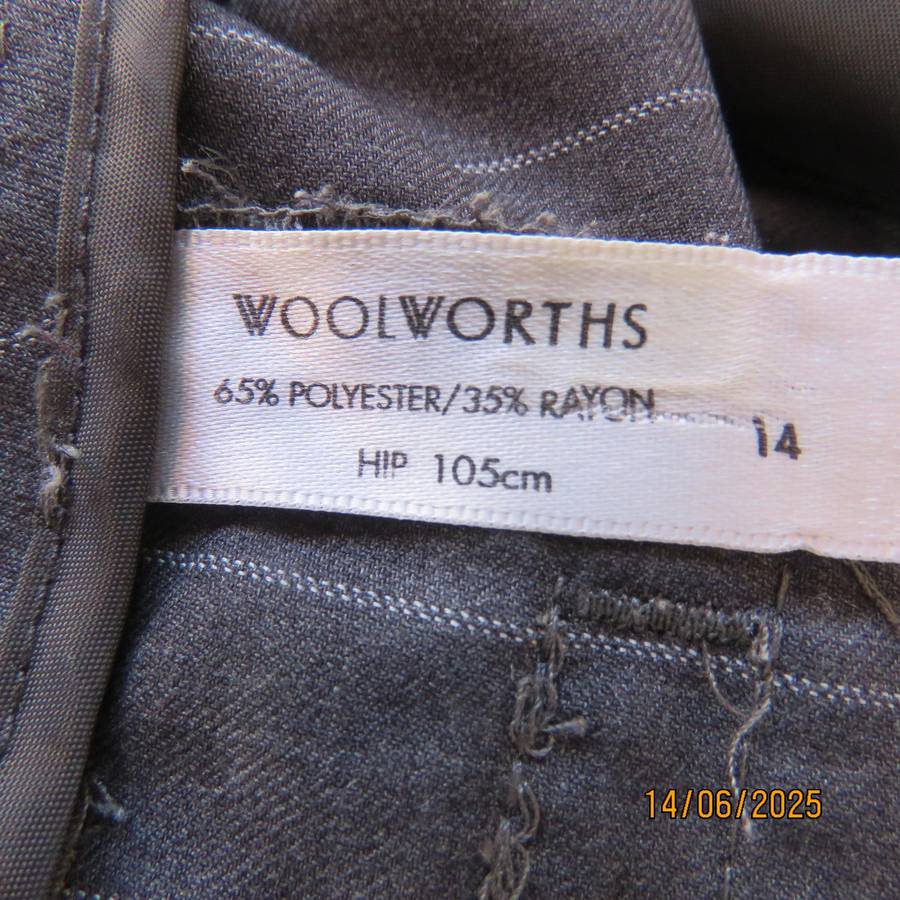 WOOLWORTHS
65% POLYESTER/35% RAYON
14
HIP 105cm
14/06/2025